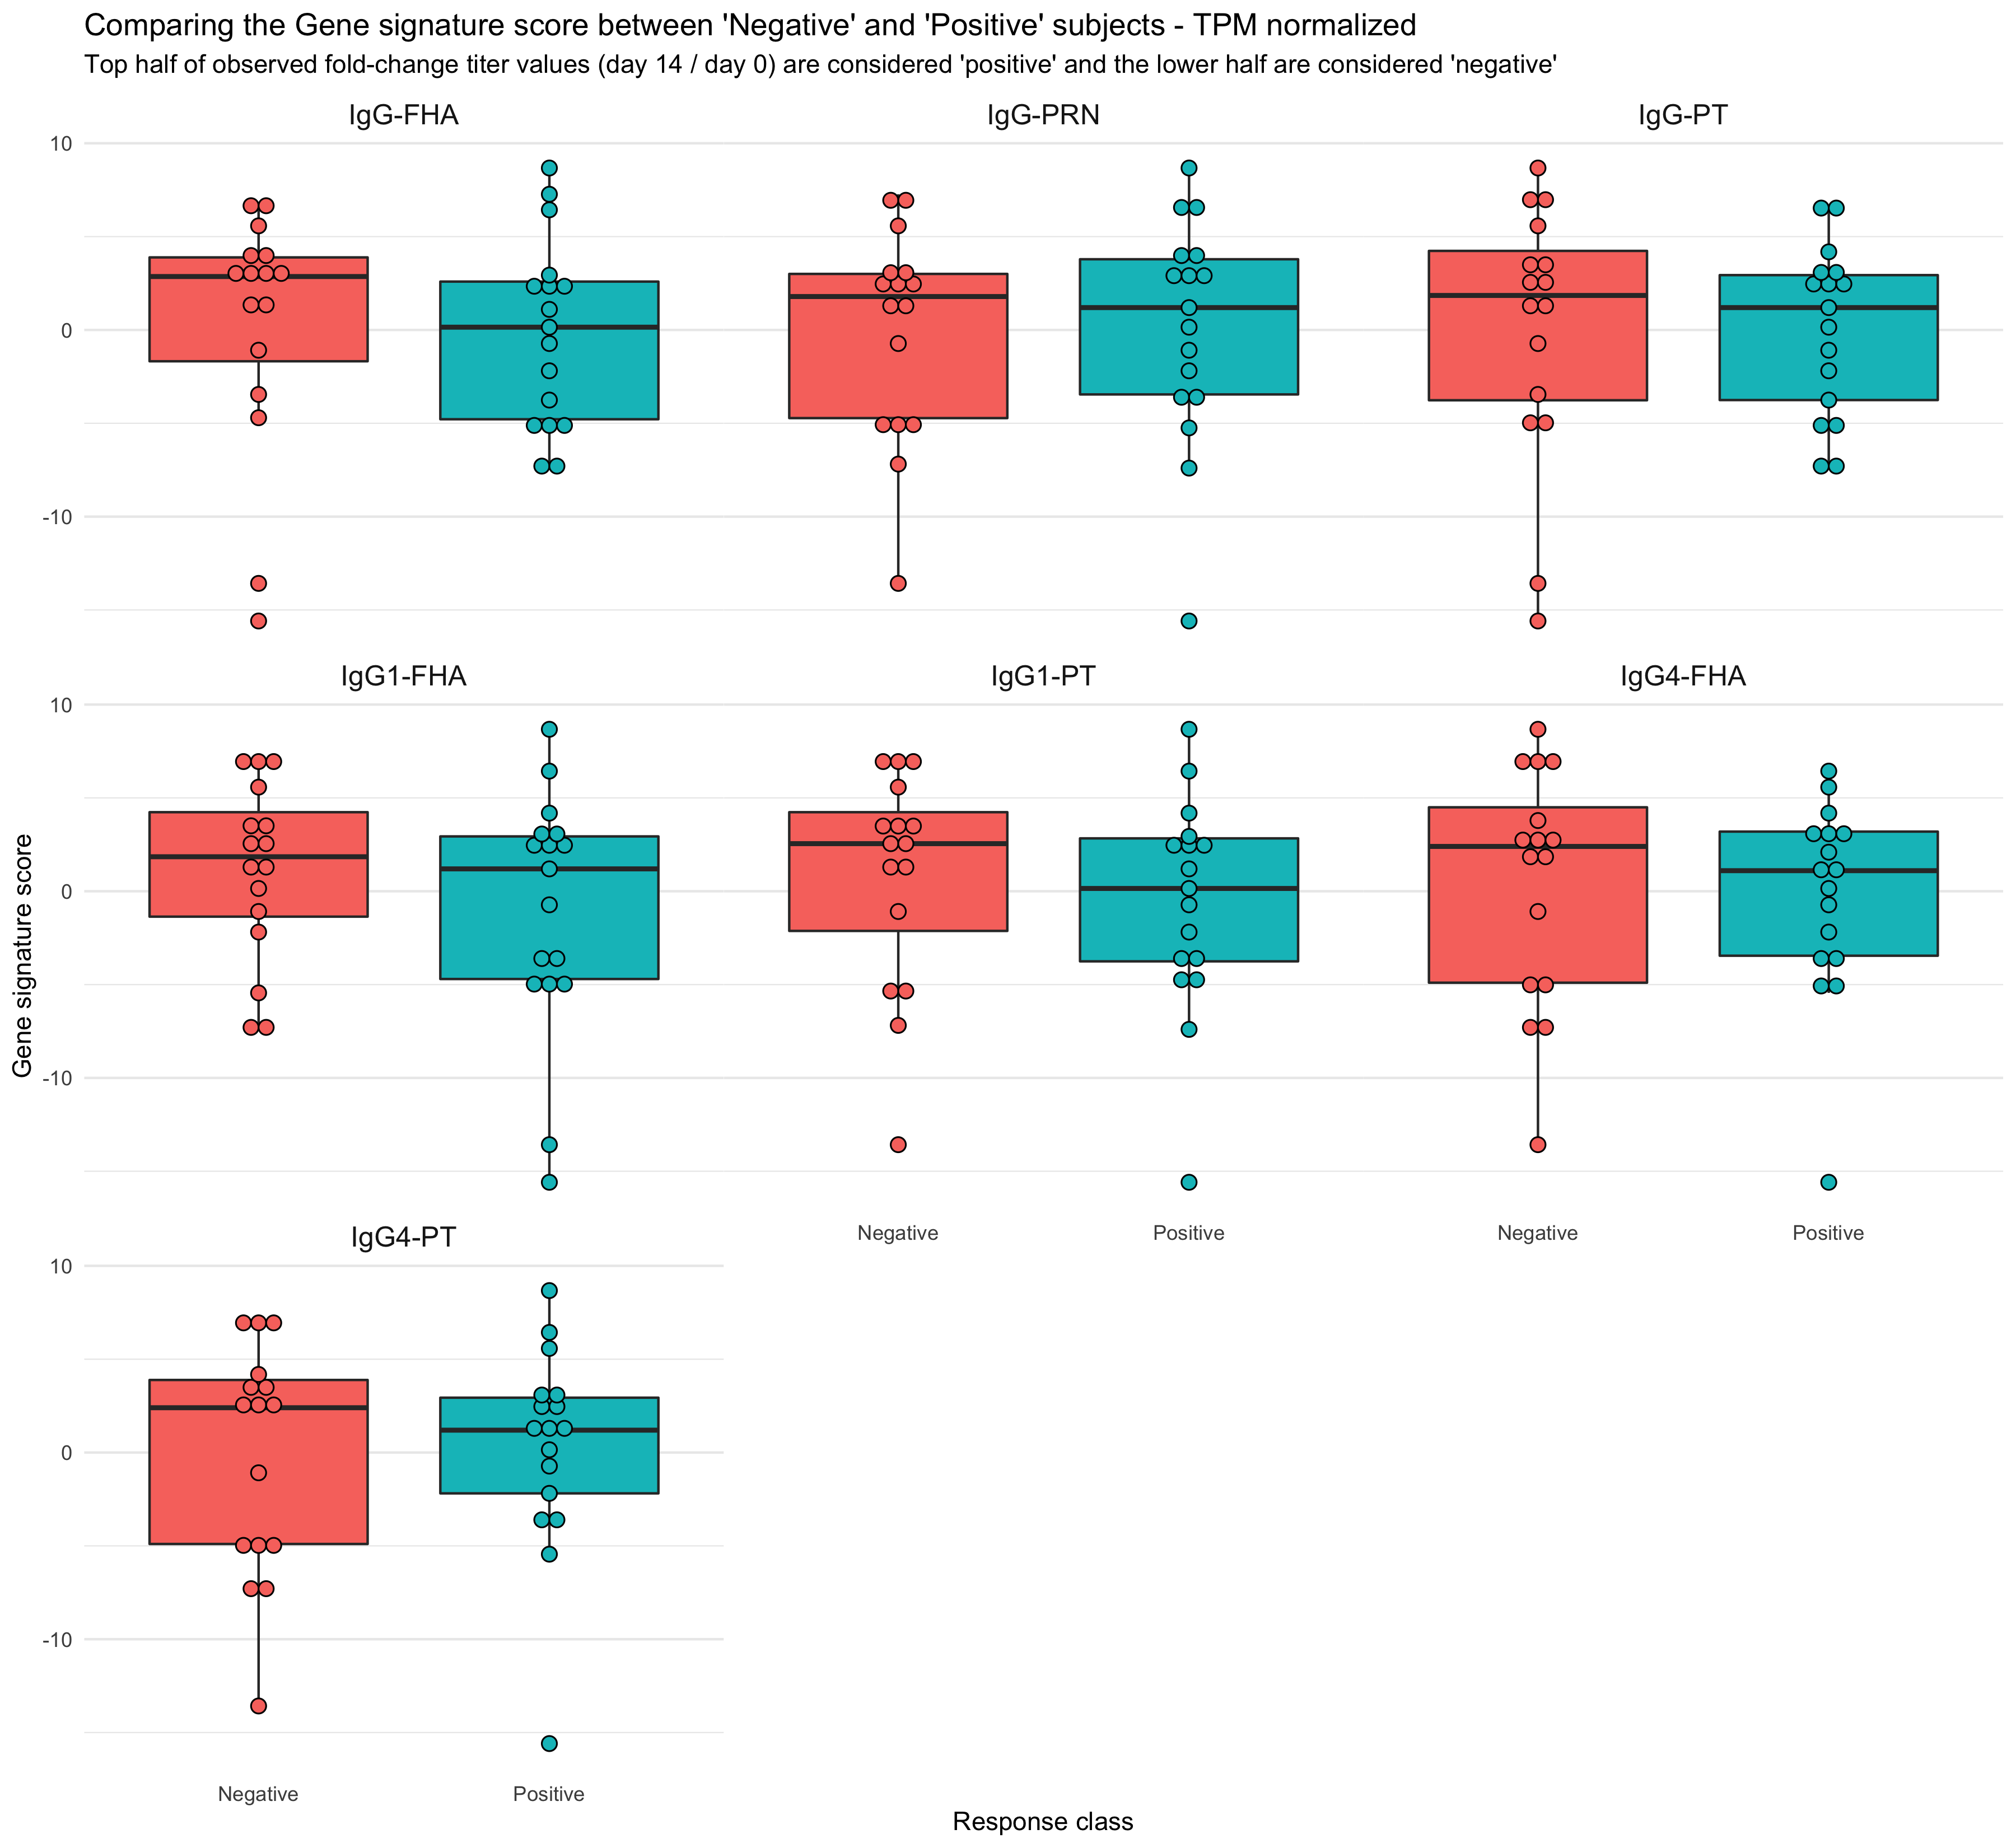 Comparing the Gene signature score between 'Negative' and 'Positive' subjects - TPM normalized
Top half of observed fold-change titer values (day 14 / day 0) are considered 'positive' and the lower half are considered 'negative'
IgG-FHA
IgG-PRN
IgG-PT
10
0
-10
IgG1-FHA
IgG1-PT
IgG4-FHA
10
0
-10
Gene signature score
Negative
Positive
Negative
Positive
IgG4-PT
10
0
-10
Negative
Positive
Response class